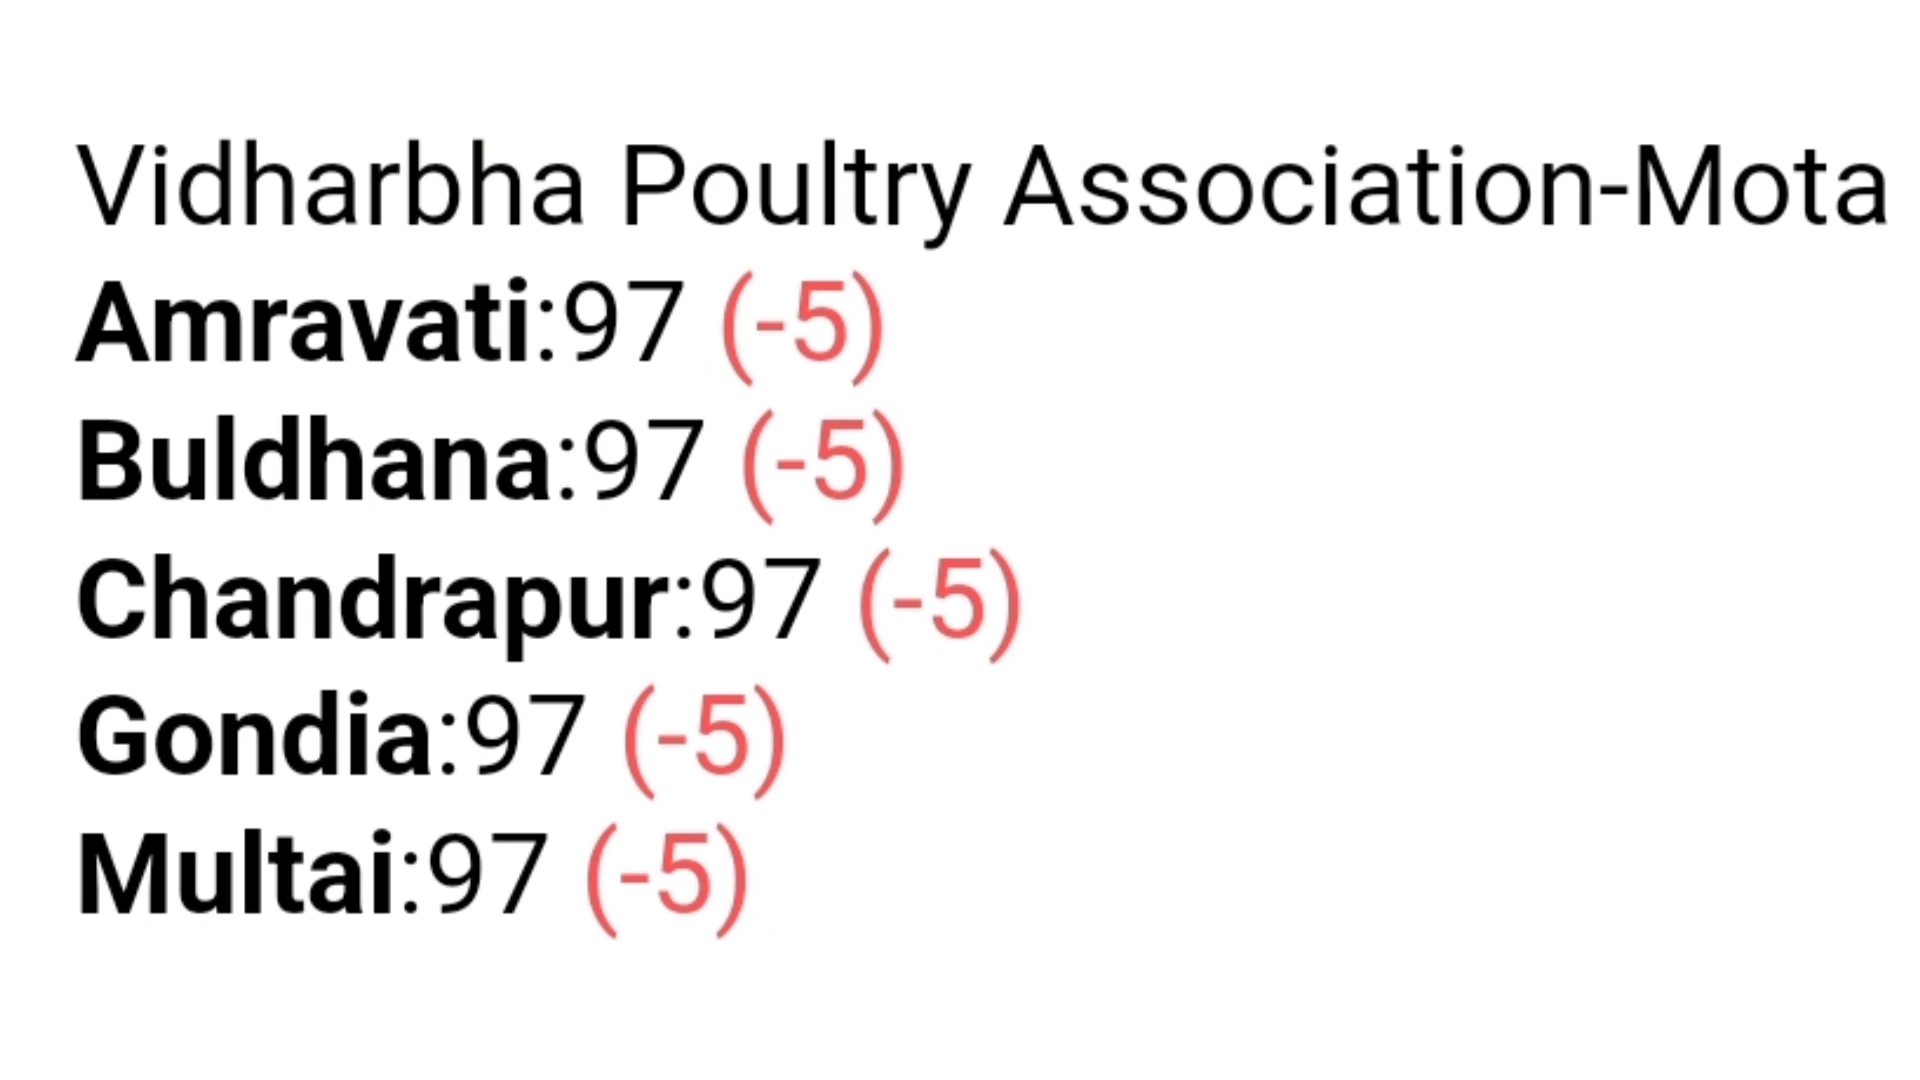 Vidharbha Poultry Association-Mota
Amravati:97 (-5)
Buldhana:97 (-5)
Chandrapur:97 (-5)
Gondia:97 (-5)
Multai:97 (-5)